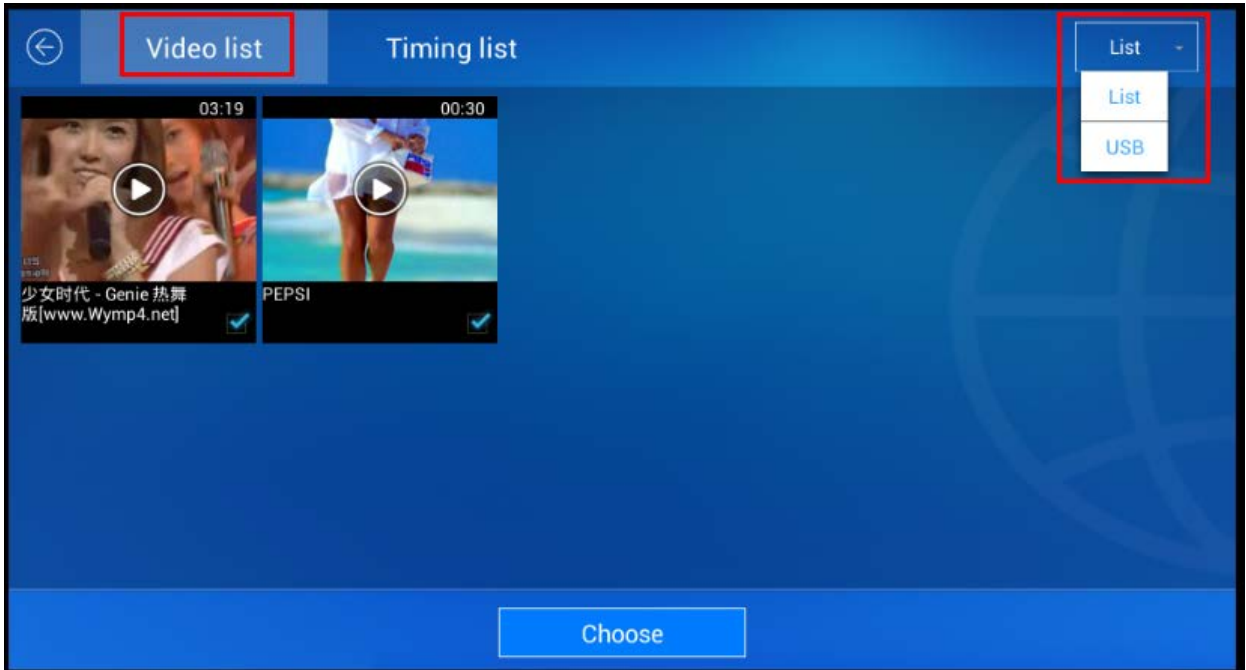 Video list
Timing list
List
List
USB
03:19
00:30
少女时代 - Genie 热舞
版[www.Wymp4.net]
PEPSI
Choose